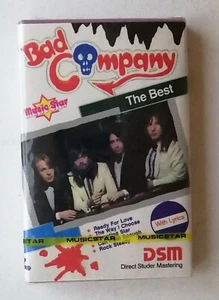 Bad Company
Music Star
The Best
Ready For Love
The Way I Choose
Star
Rock Steady
With Lyrics
MUSICSTAR MUSICSTAR MUSICSTAR
DSM
Direct Studer Mastering